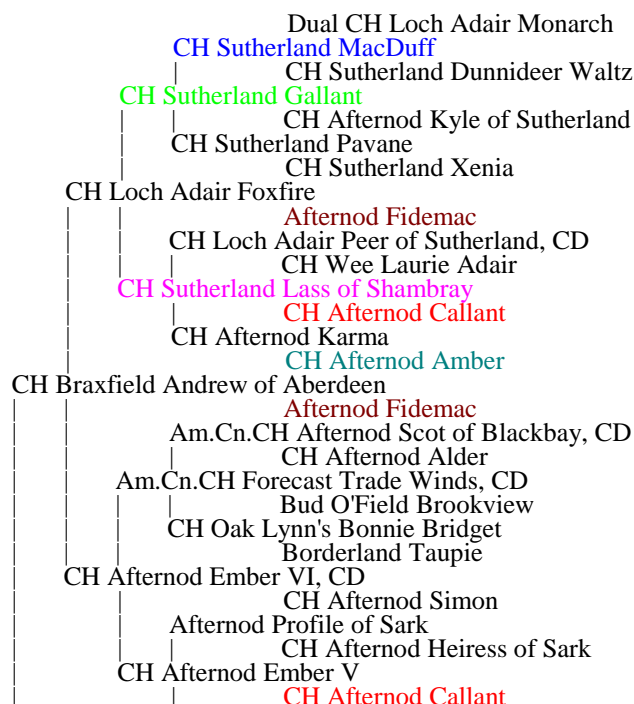 Dual CH Loch Adair Monarch
CH Sutherland MacDuff
CH Sutherland Dunnideer Waltz
CH Sutherland Gallant
CH Afternod Kyle of Sutherland
CH Sutherland Pavane
CH Sutherland Xenia
CH Loch Adair Foxfire
Afternod Fidemac
CH Loch Adair Peer of Sutherland, CD
CH Wee Laurie Adair
CH Sutherland Lass of Shambray
CH Afternod Callant
CH Afternod Karma
CH Afternod Amber
CH Braxfield Andrew of Aberdeen
Afternod Fidemac
Am.Cn.CH Afternod Scot of Blackbay, CD
CH Afternod Alder
Am.Cn.CH Forecast Trade Winds, CD
Bud O'Field Brookview
CH Oak Lynn's Bonnie Bridget
Borderland Taupie
CH Afternod Ember VI, CD
CH Afternod Simon
Afternod Profile of Sark
CH Afternod Heiress of Sark
CH Afternod Ember V
CH Afternod Callant